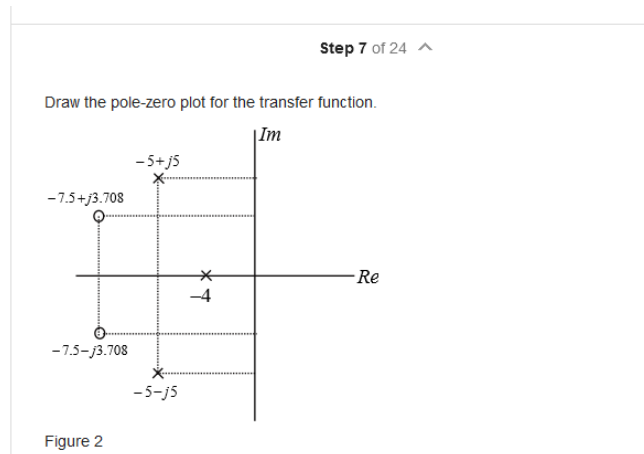 Step 7 of 24
Draw the pole-zero plot for the transfer function.
Im
−5+j5
−7.5+j3.708
Re
−4
−7.5−j3.708
−5−j5
Figure 2